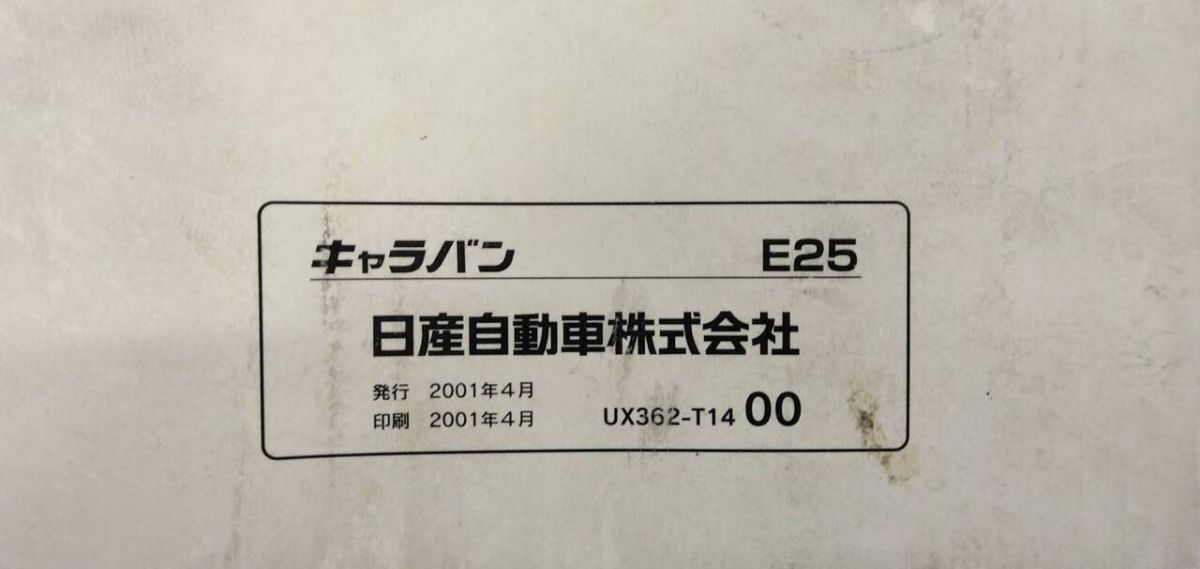 キャラバン E25
日産自動車株式会社
発行 2001年4月
印刷 2001年4月 UX362-T14 00